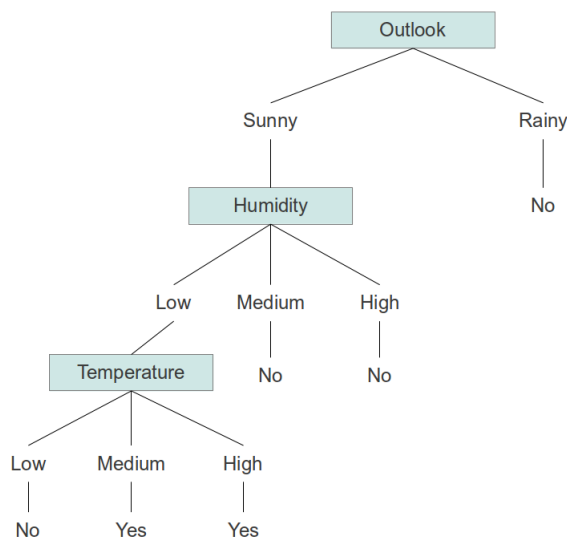 Outlook
Sunny Rainy
Humidity No
Low Medium High
Temperature No No
Low Medium High
No Yes Yes